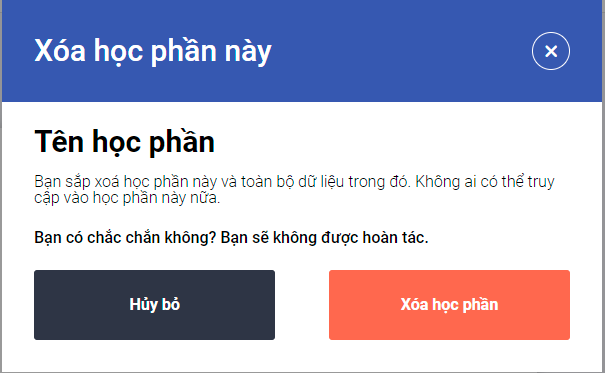 Xóa học phần này
Tên học phần
Bạn sắp xoá học phần này và toàn bộ dữ liệu trong đó. Không ai có thể truy
cập vào học phần này nữa.
Bạn có chắc chắn không? Bạn sẽ không được hoàn tác.
Hủy bỏ
Xóa học phần